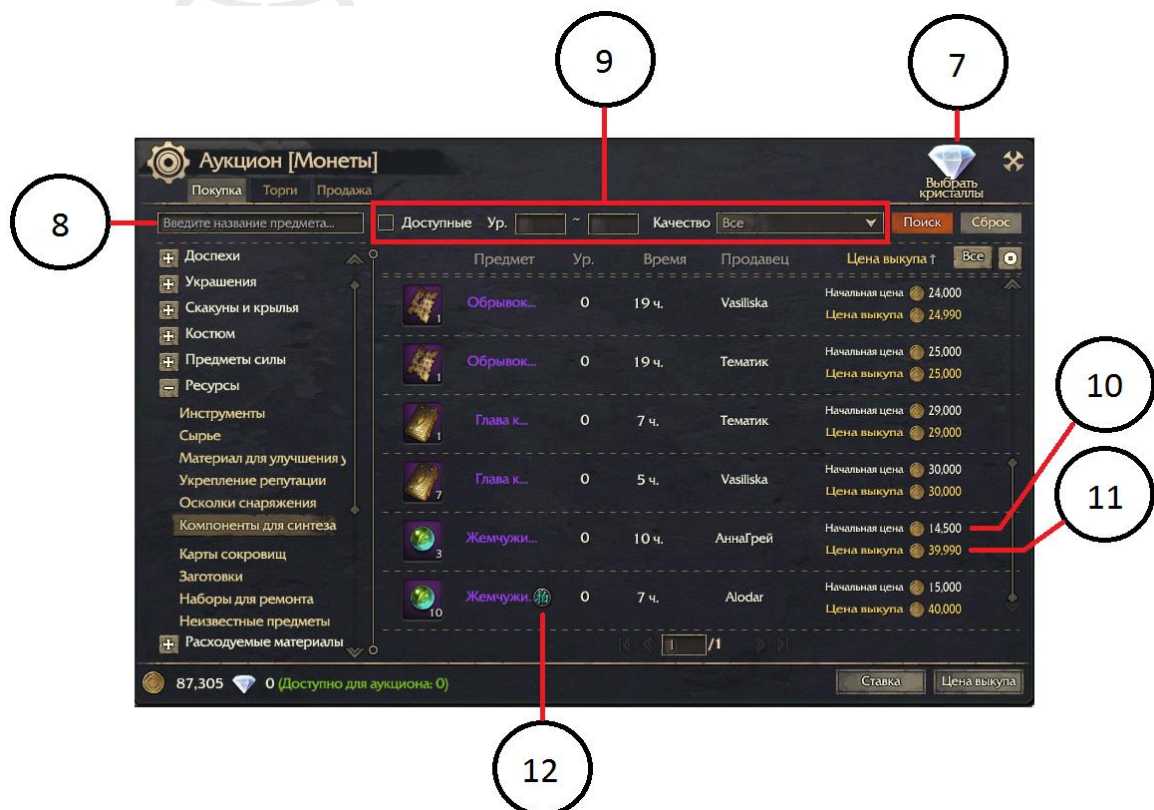 9
7
Аукцион [Монеты]
Выбрать
кристаллы
Покупка Торги Продажа
8
Введите название предмета...
Доступные Ур. ~ Качество Все Поиск Сброс
Доспехи
Украшения
Скакуны и крылья
Костюм
Предметы силы
Ресурсы
Инструменты
Сырье
Материал для улучшения у
Укрепление репутации
Осколки снаряжения
Компоненты для синтеза
Карты сокровищ
Заготовки
Наборы для ремонта
Неизвестные предметы
Расходуемые материалы
Предмет Ур. Время Продавец Цена выкупа↑ Все
1 Обрывок... 0 19 ч. Vasiliska Начальная цена 24,000
Цена выкупа 24,990
1 Обрывок... 0 19 ч. Тематик Начальная цена 25,000
Цена выкупа 25,000
1 Глава к... 0 7 ч. Тематик Начальная цена 29,000
Цена выкупа 29,000
7 Глава к... 0 5 ч. Vasiliska Начальная цена 30,000
Цена выкупа 30,000
3 Жемчужи... 0 10 ч. АннаГрей Начальная цена 14,500
Цена выкупа 39,990
10 Жемчужи. 拍 0 7 ч. Alodar Начальная цена 15,000
Цена выкупа 40,000
1 /1
10
11
87,305 0 (Доступно для аукциона: 0) Ставка Цена выкупа
12